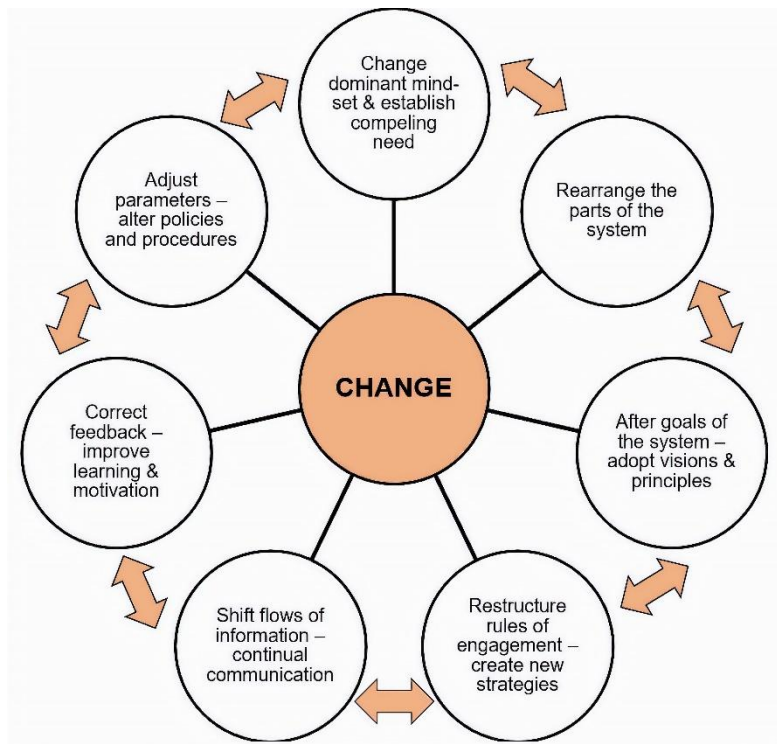 Change
dominant mind-
set & establish
compeling
need
Rearrange the
parts of the
system
After goals of
the system –
adopt visions &
principles
Restructure
rules of
engagement –
create new
strategies
Shift flows of
information –
continual
communication
Correct
feedback –
improve
learning &
motivation
Adjust
parameters –
alter policies
and procedures
CHANGE